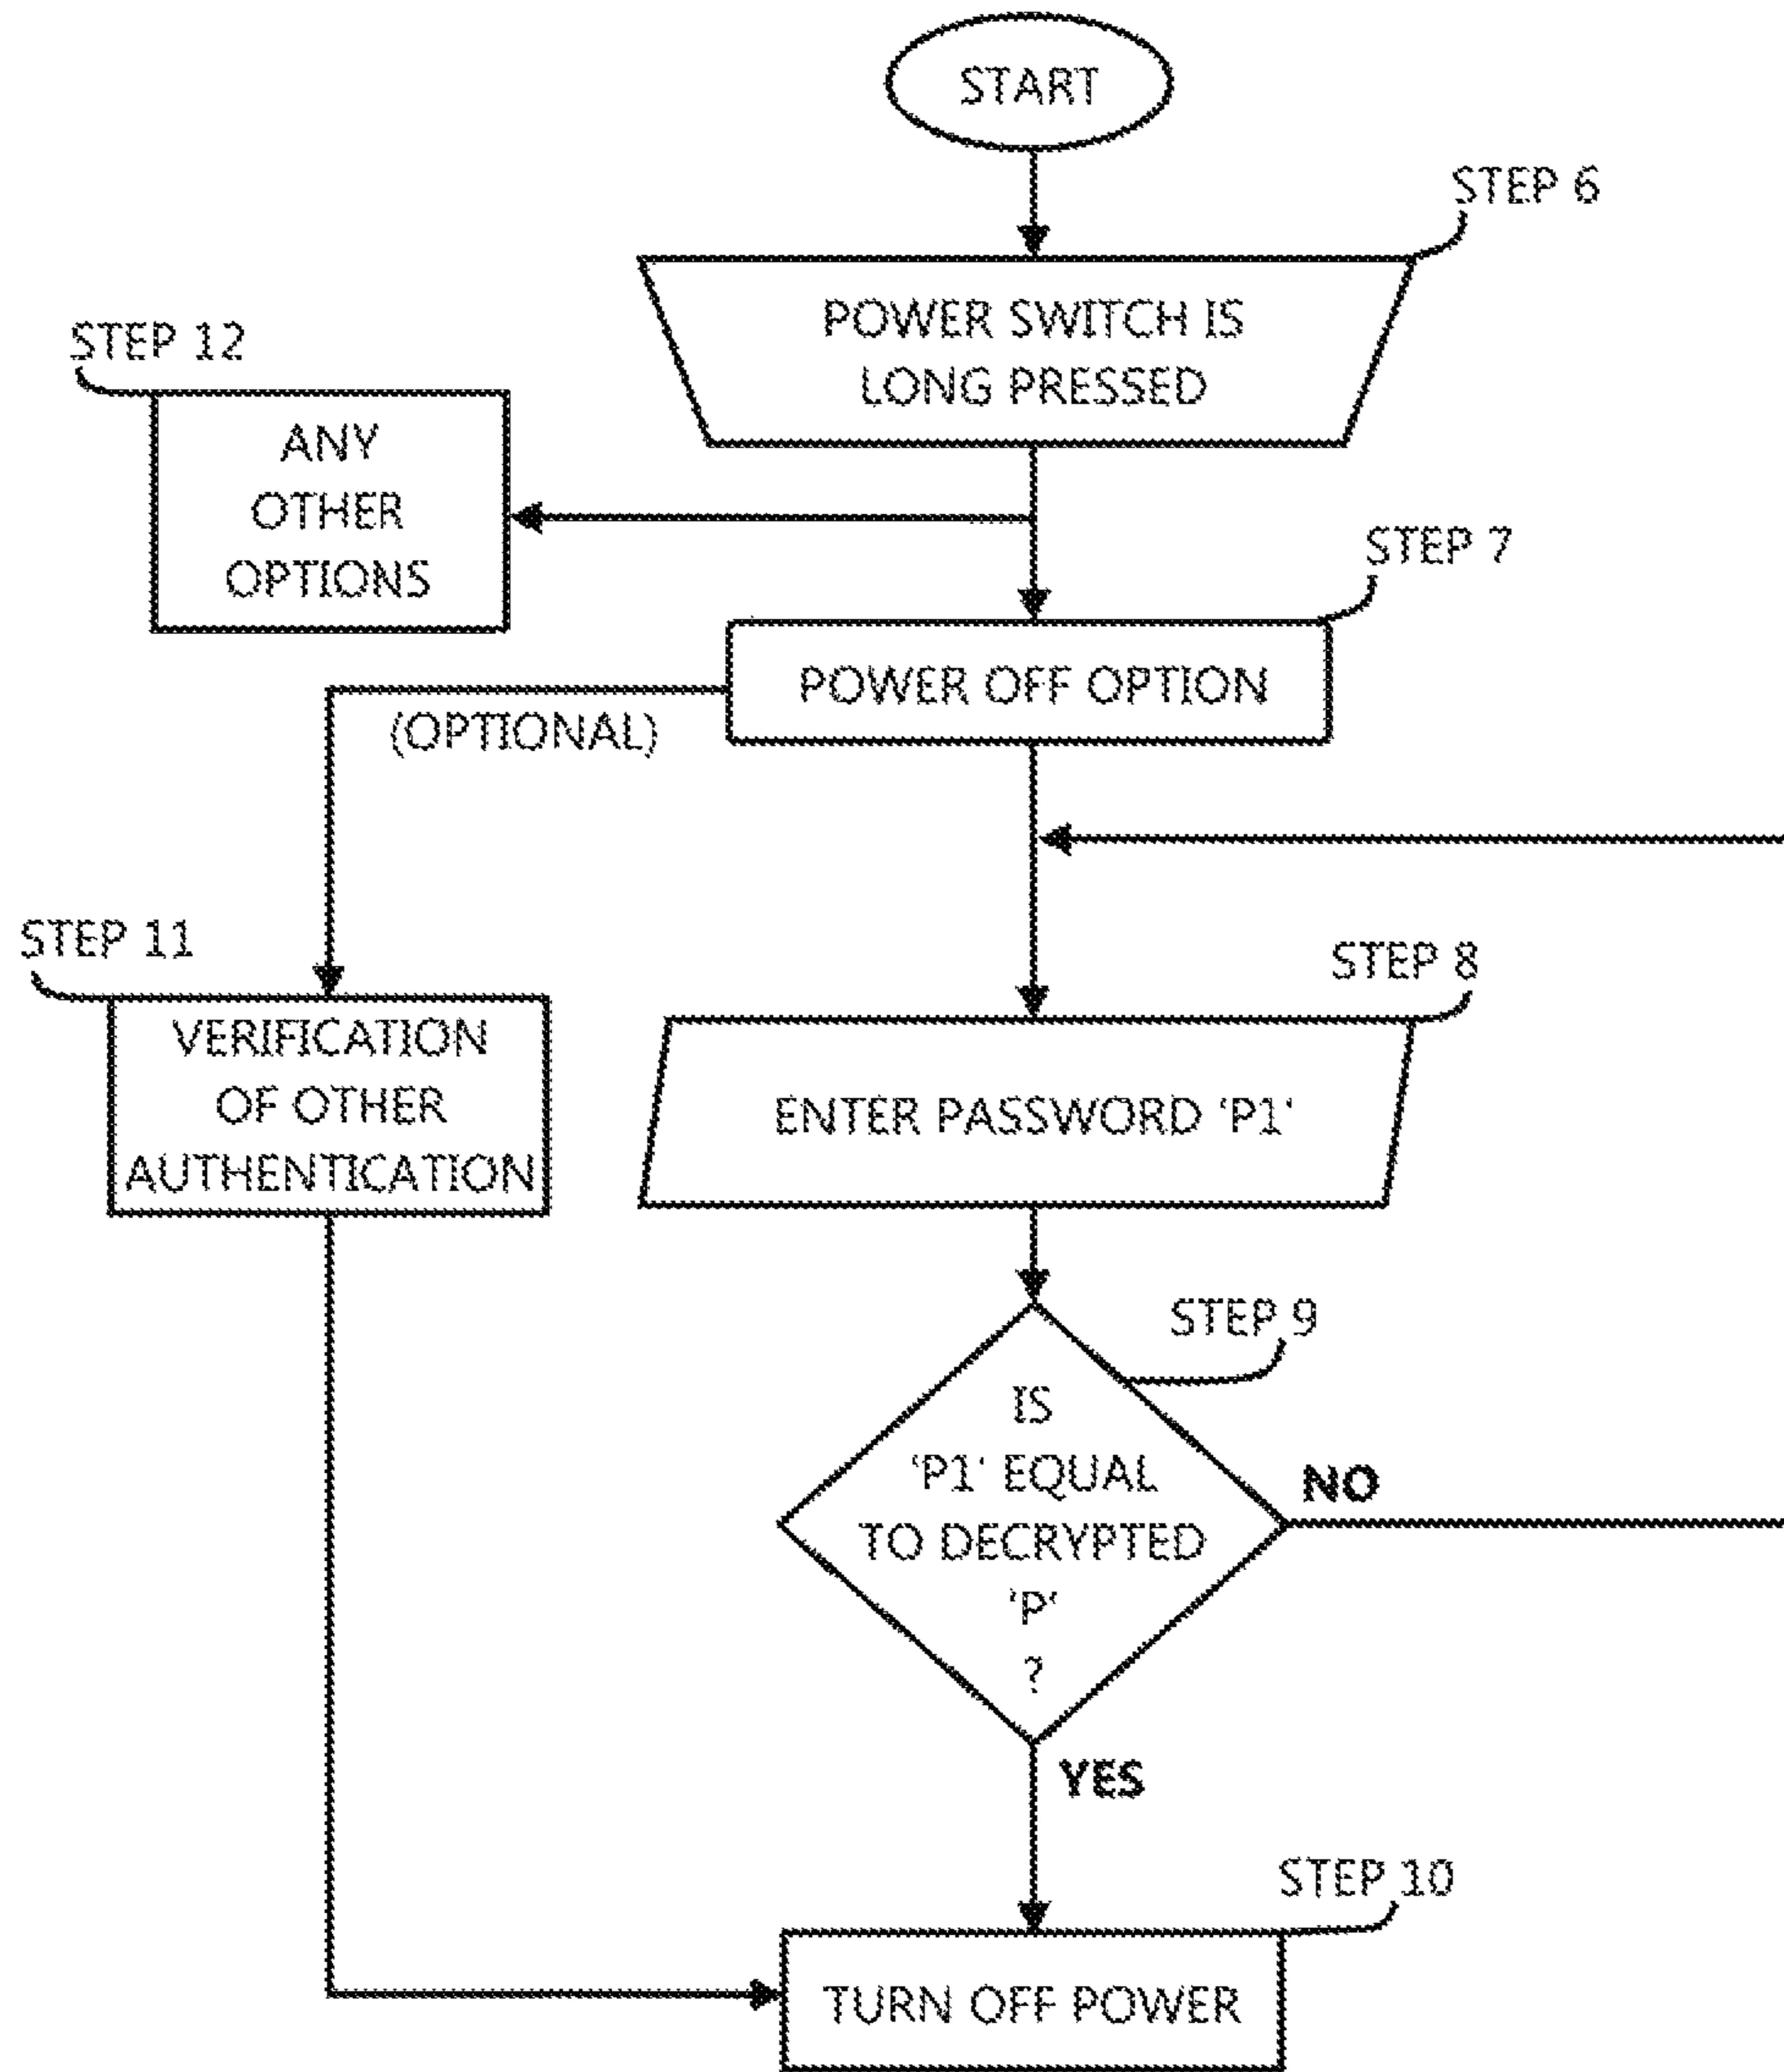 START
STEP 6
POWER SWITCH IS
LONG PRESSED
STEP 12
ANY
OTHER
OPTIONS
STEP 7
POWER OFF OPTION
(OPTIONAL)
STEP 11
VERIFICATION
OF OTHER
AUTHENTICATION
STEP 8
ENTER PASSWORD 'P1'
STEP 9
IS
'P1' EQUAL
TO DECRYPTED
'P'
?
NO
YES
STEP 10
TURN OFF POWER